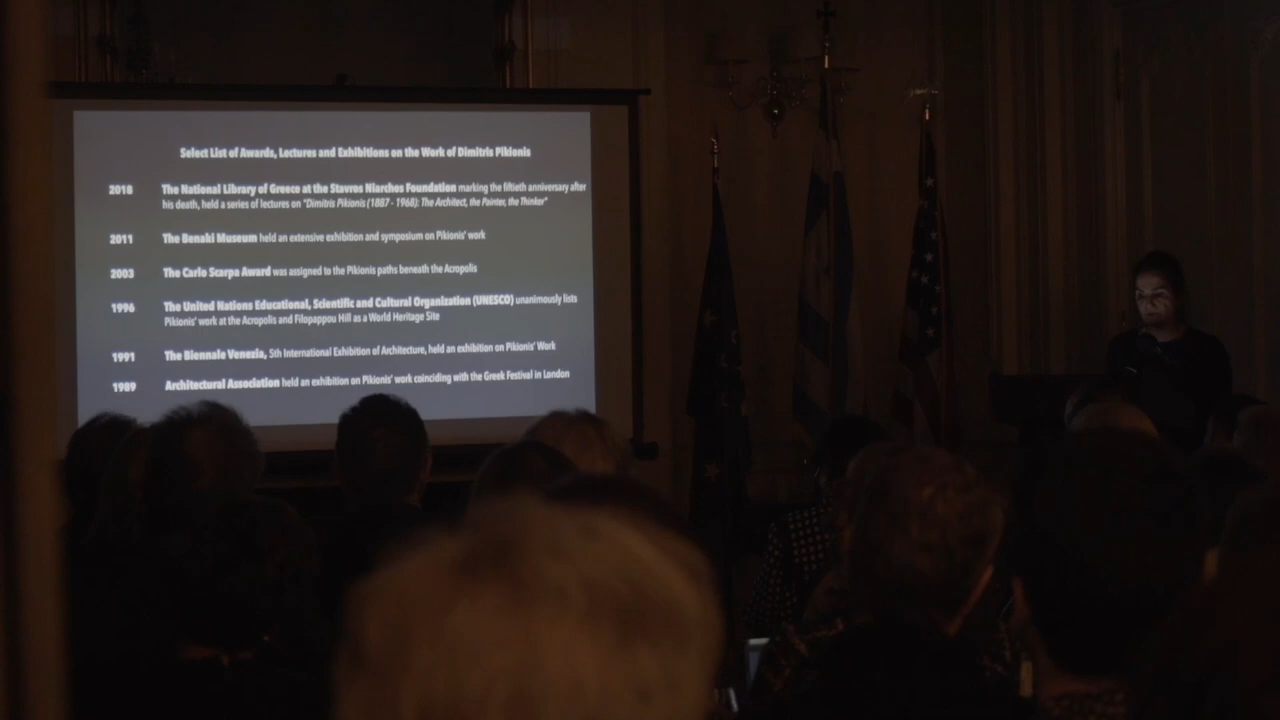 Select List of Awards, Lectures and Exhibitions on the Work of Dimitris Pikionis
2018 The National Library of Greece at the Stavros Niarchos Foundation marking the fiftieth anniversary after
his death, held a series of lectures on "Dimitris Pikionis (1887 - 1968): The Architect, the Painter, the Thinker"
2011 The Benaki Museum held an extensive exhibition and symposium on Pikionis' work
2003 The Carlo Scarpa Award was assigned to the Pikionis paths beneath the Acropolis
1996 The United Nations Educational, Scientific and Cultural Organization (UNESCO) unanimously lists
Pikionis' work at the Acropolis and Filopappou Hill as a World Heritage Site
1991 The Biennale Venezia, 5th International Exhibition of Architecture, held an exhibition on Pikionis' Work
1989 Architectural Association held an exhibition on Pikionis' work coinciding with the Greek Festival in London